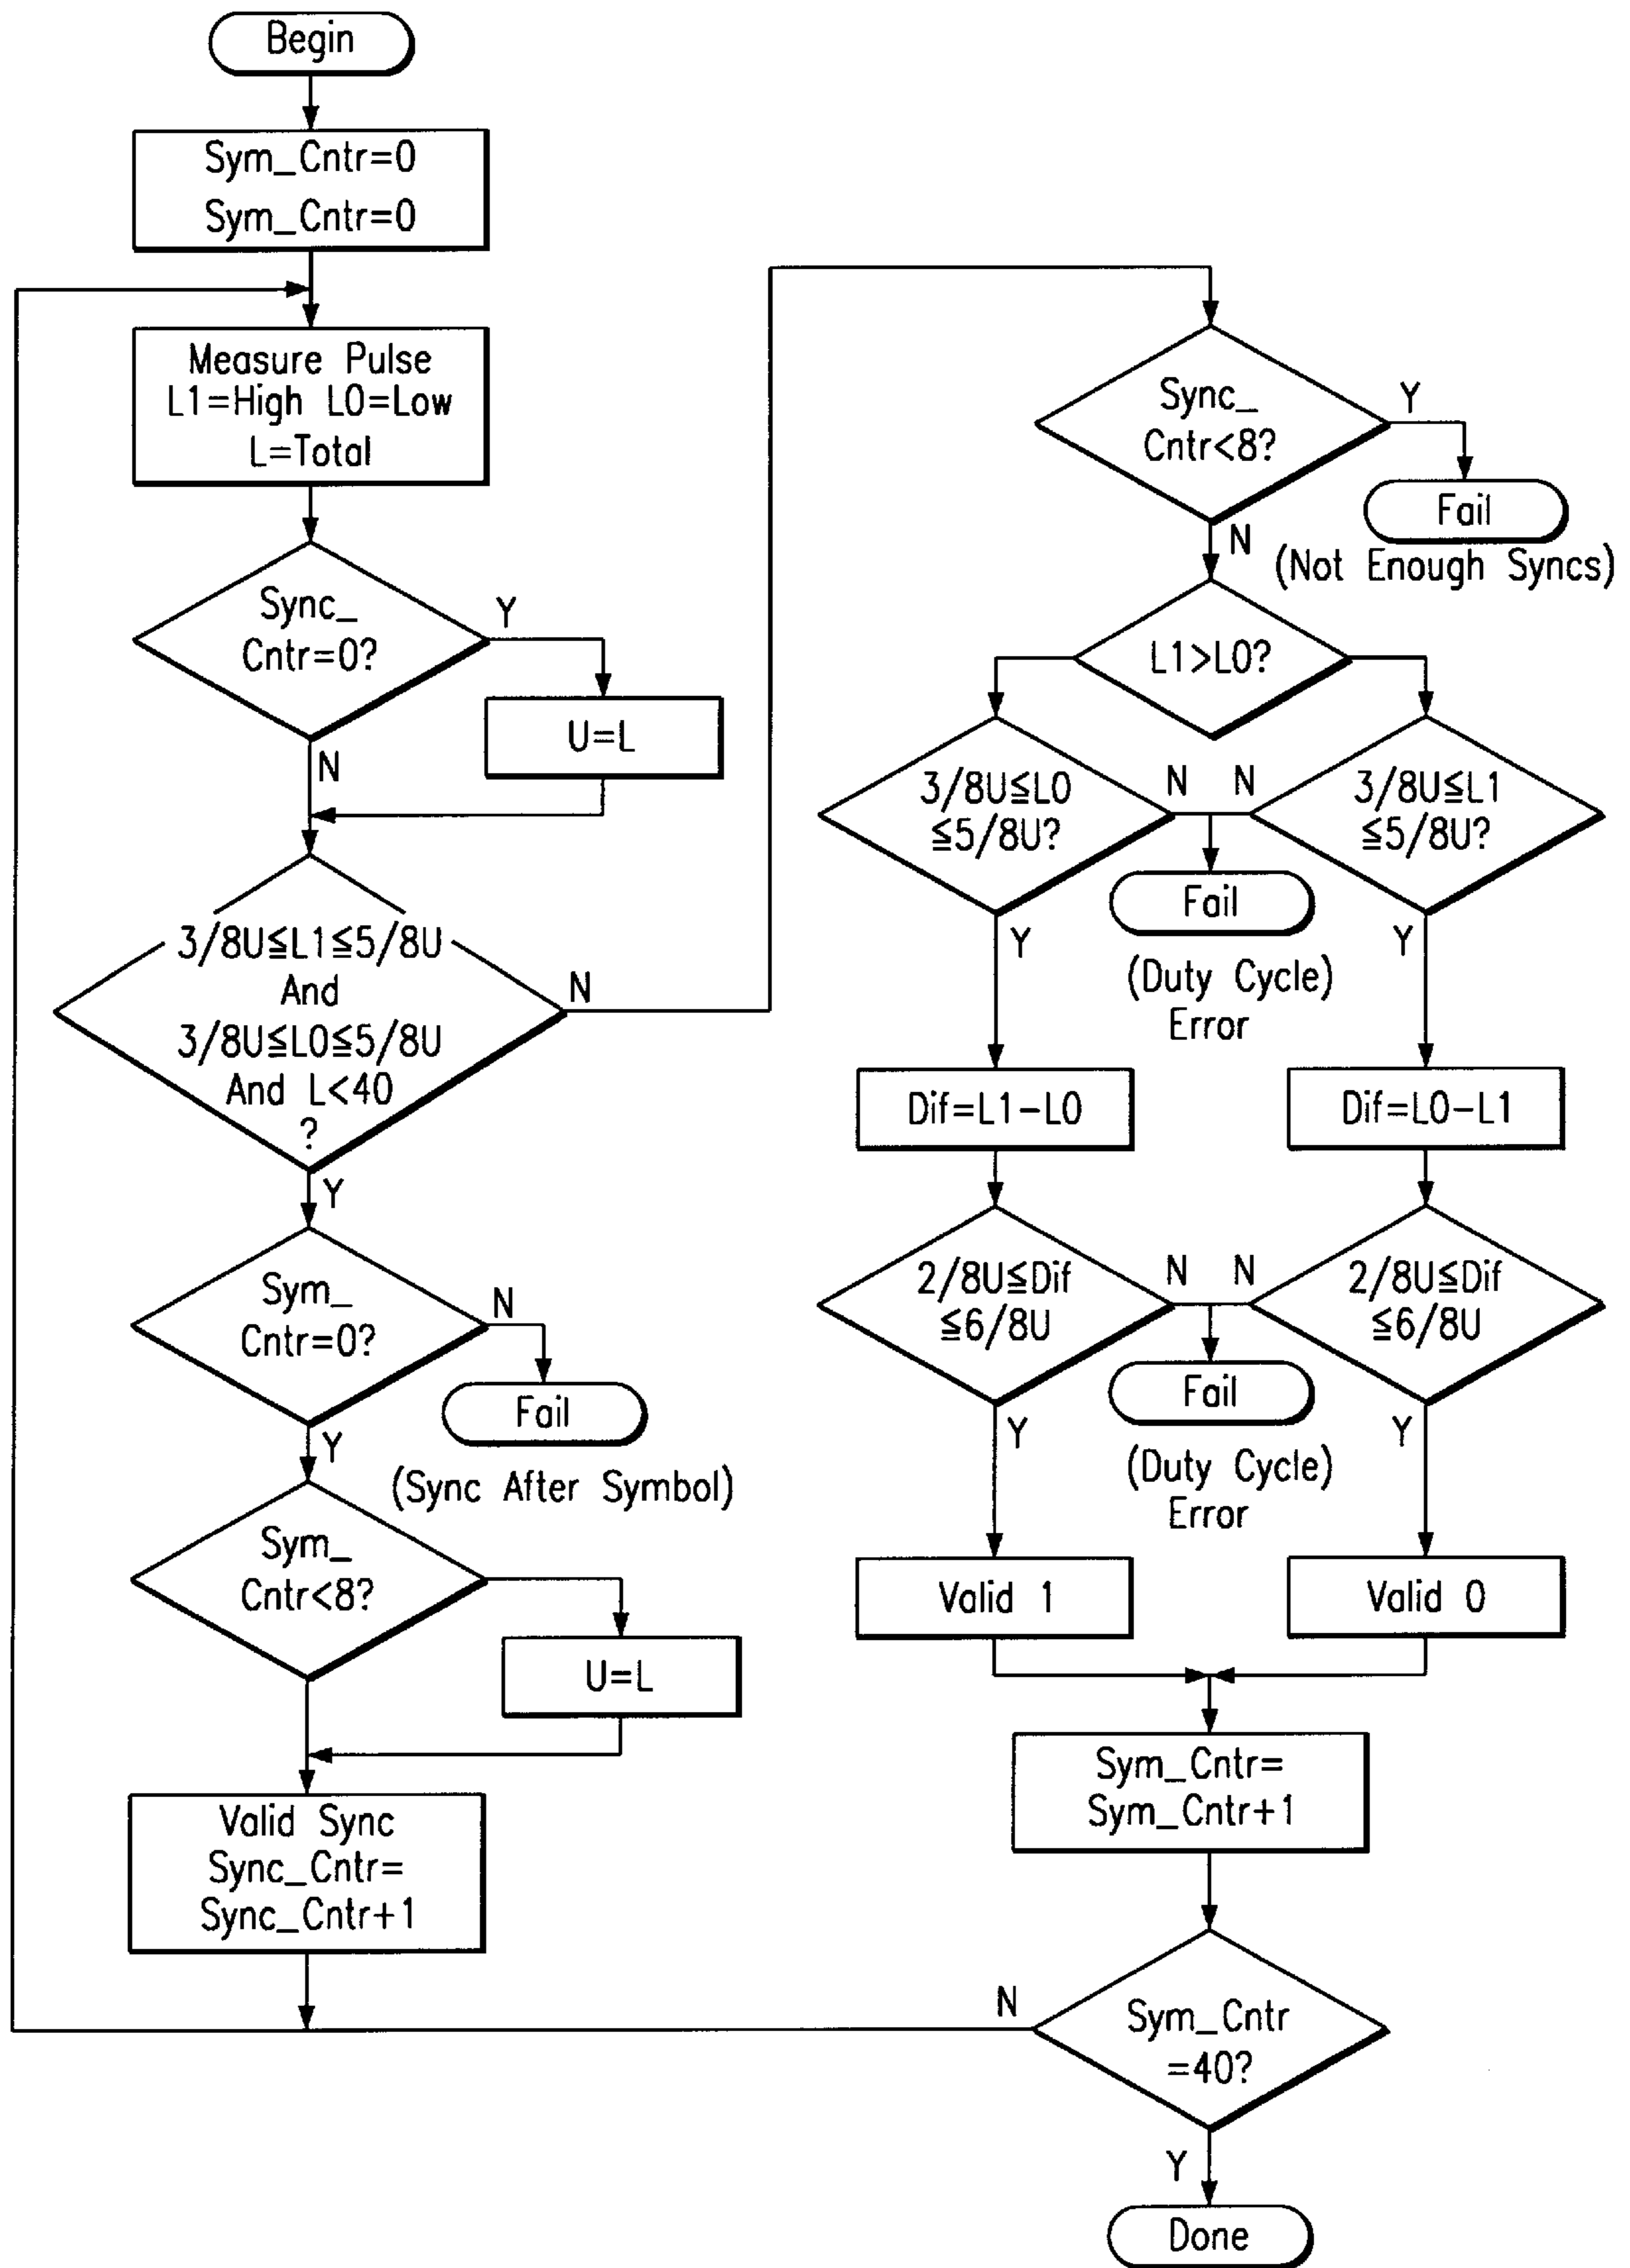 Begin
Sym_Cntr=0
Sym_Cntr=0
Measure Pulse
L1=High L0=Low
L=Total
Sync_
Cntr=0?
Y
N
U=L
3/8U≦L1≦5/8U
And
3/8U≦L0≦5/8U
And L<40
?
N
Y
Sym_
Cntr=0?
N
Fail
(Sync After Symbol)
Y
Sym_
Cntr<8?
U=L
Valid Sync
Sync_Cntr=
Sync_Cntr+1
Sync_
Cntr<8?
Y
Fail
(Not Enough Syncs)
N
L1>L0?
3/8U≦L0
≦5/8U?
N
N
3/8U≦L1
≦5/8U?
Fail
(Duty Cycle)
Error
Y
Y
Dif=L1-L0
Dif=L0-L1
2/8U≦Dif
≦6/8U
N
N
2/8U≦Dif
≦6/8U
Fail
(Duty Cycle)
Error
Y
Y
Valid 1
Valid 0
Sym_Cntr=
Sym_Cntr+1
Sym_Cntr
=40?
N
Y
Done